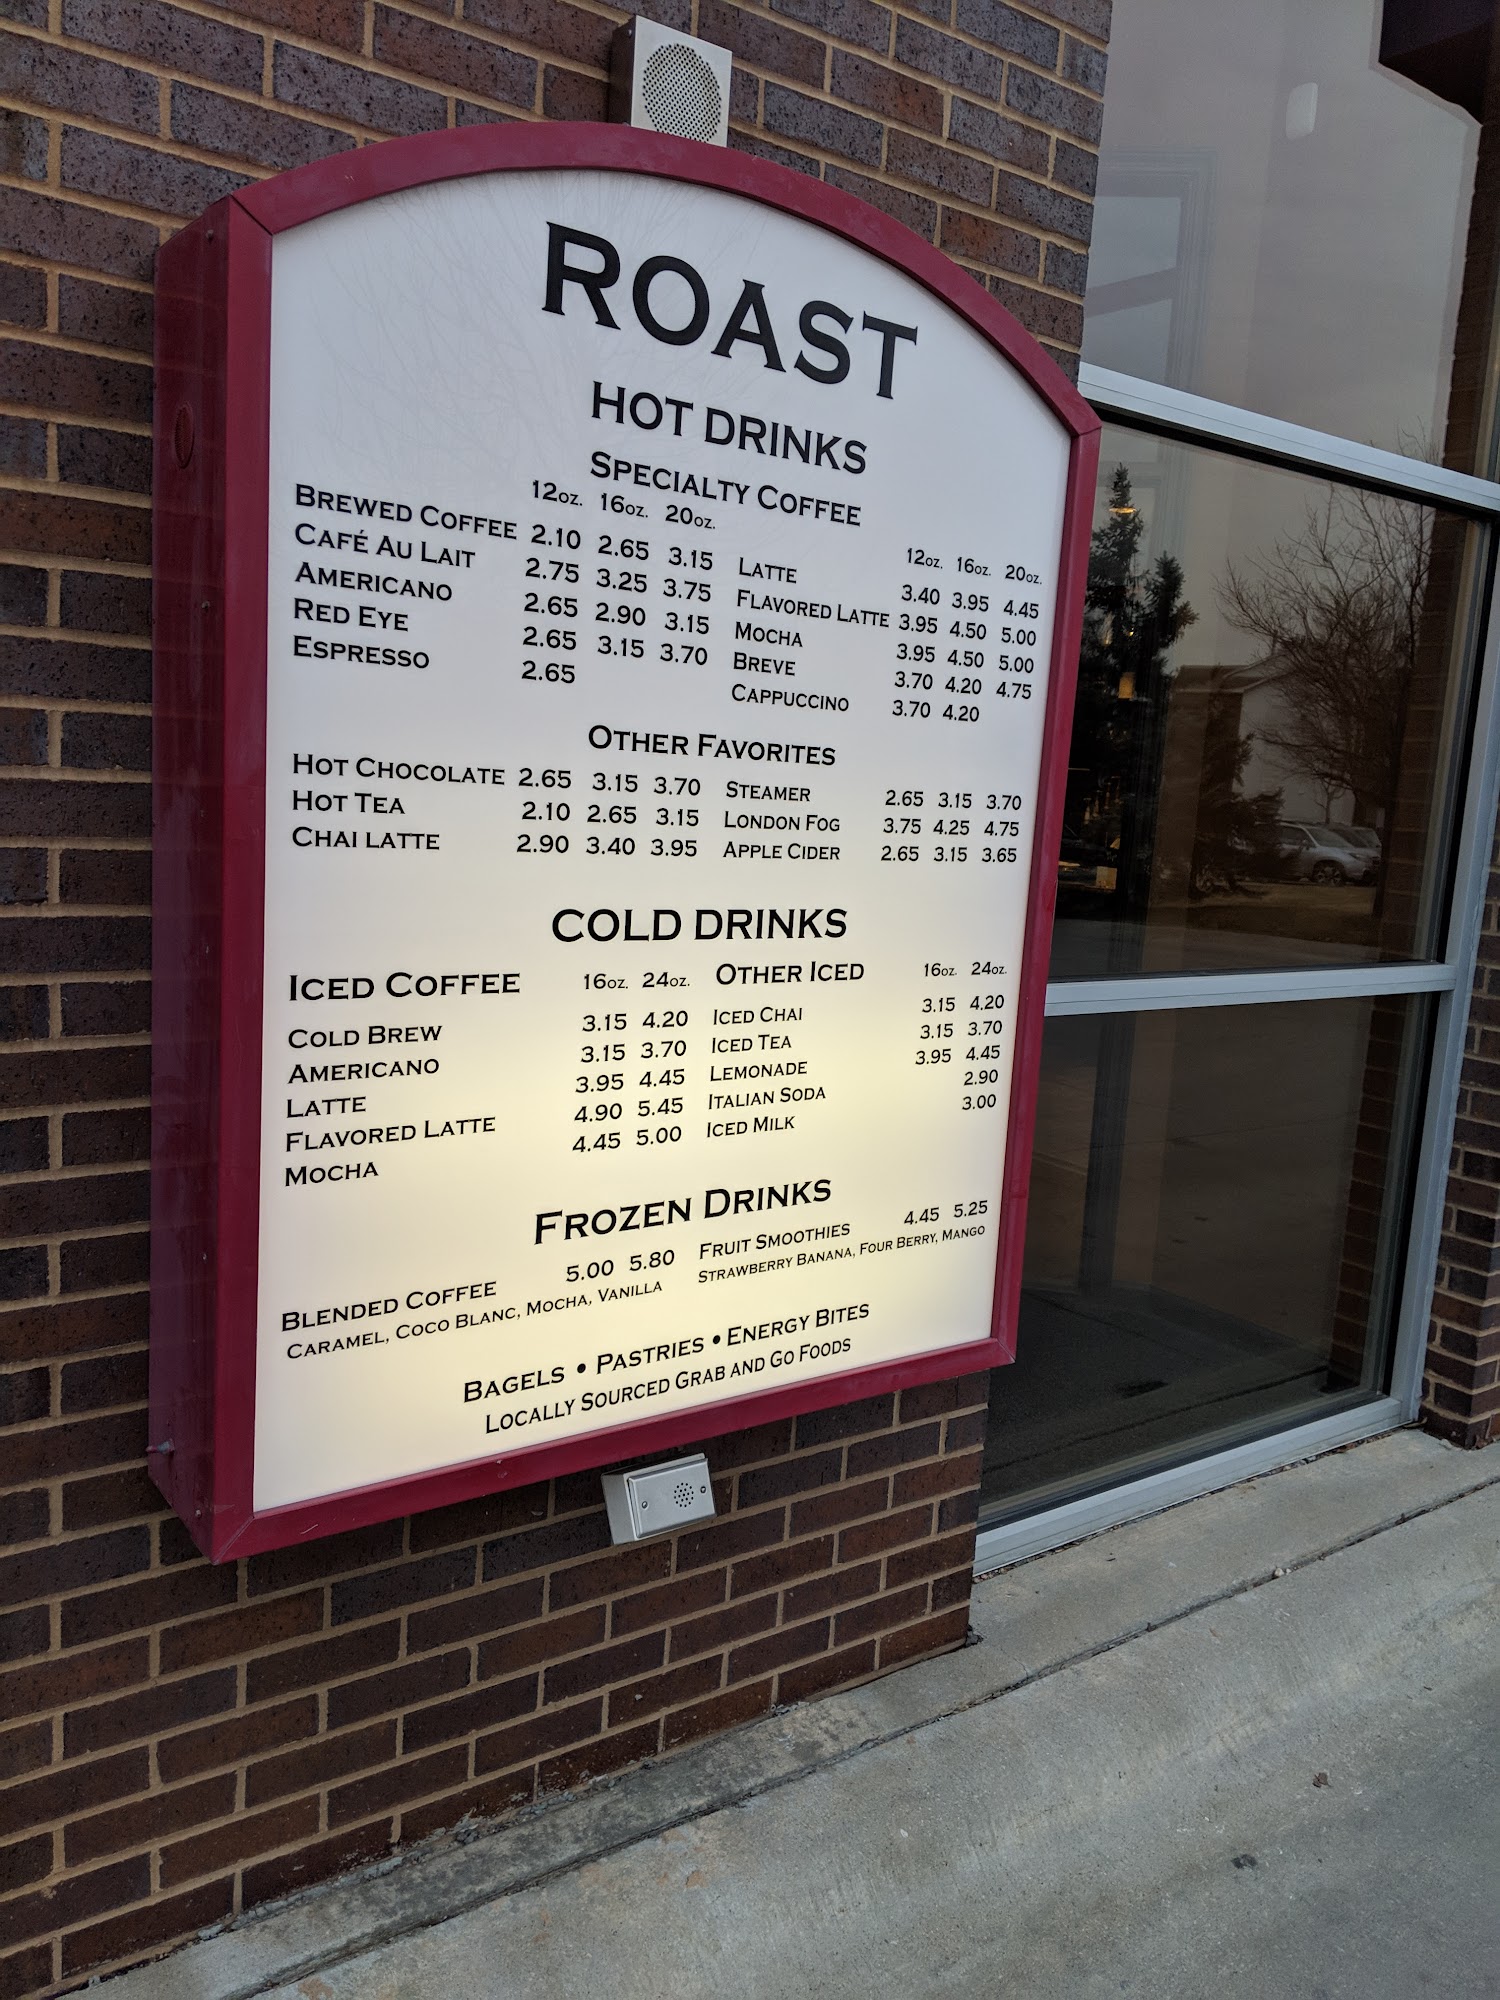 ROAST
HOT DRINKS
SPECIALTY COFFEE
12oz. 16oz. 20oz.
BREWED COFFEE 2.10 2.65 3.15
CAFÉ AU LAIT 2.75 3.25 3.75
AMERICANO 2.65 2.90 3.15
RED EYE 2.65 3.15 3.70
ESPRESSO 2.65
12oz. 16oz. 20oz.
LATTE 3.40 3.95 4.45
FLAVORED LATTE 3.95 4.50 5.00
MOCHA 3.95 4.50 5.00
BREVE 3.70 4.20 4.75
CAPPUCCINO 3.70 4.20
OTHER FAVORITES
HOT CHOCOLATE 2.65 3.15 3.70
HOT TEA 2.10 2.65 3.15
CHAI LATTE 2.90 3.40 3.95
STEAMER 2.65 3.15 3.70
LONDON FOG 3.75 4.25 4.75
APPLE CIDER 2.65 3.15 3.65
COLD DRINKS
ICED COFFEE 16oz. 24oz.
COLD BREW 3.15 4.20
AMERICANO 3.15 3.70
LATTE 3.95 4.45
FLAVORED LATTE 4.90 5.45
MOCHA 4.45 5.00
OTHER ICED 16oz. 24oz.
ICED CHAI 3.15 4.20
ICED TEA 3.15 3.70
LEMONADE 3.95 4.45
ITALIAN SODA 2.90
ICED MILK 3.00
FROZEN DRINKS
BLENDED COFFEE 5.00 5.80
CARAMEL, COCO BLANC, MOCHA, VANILLA
FRUIT SMOOTHIES 4.45 5.25
STRAWBERRY BANANA, FOUR BERRY, MANGO
BAGELS • PASTRIES • ENERGY BITES
LOCALLY SOURCED GRAB AND GO FOODS